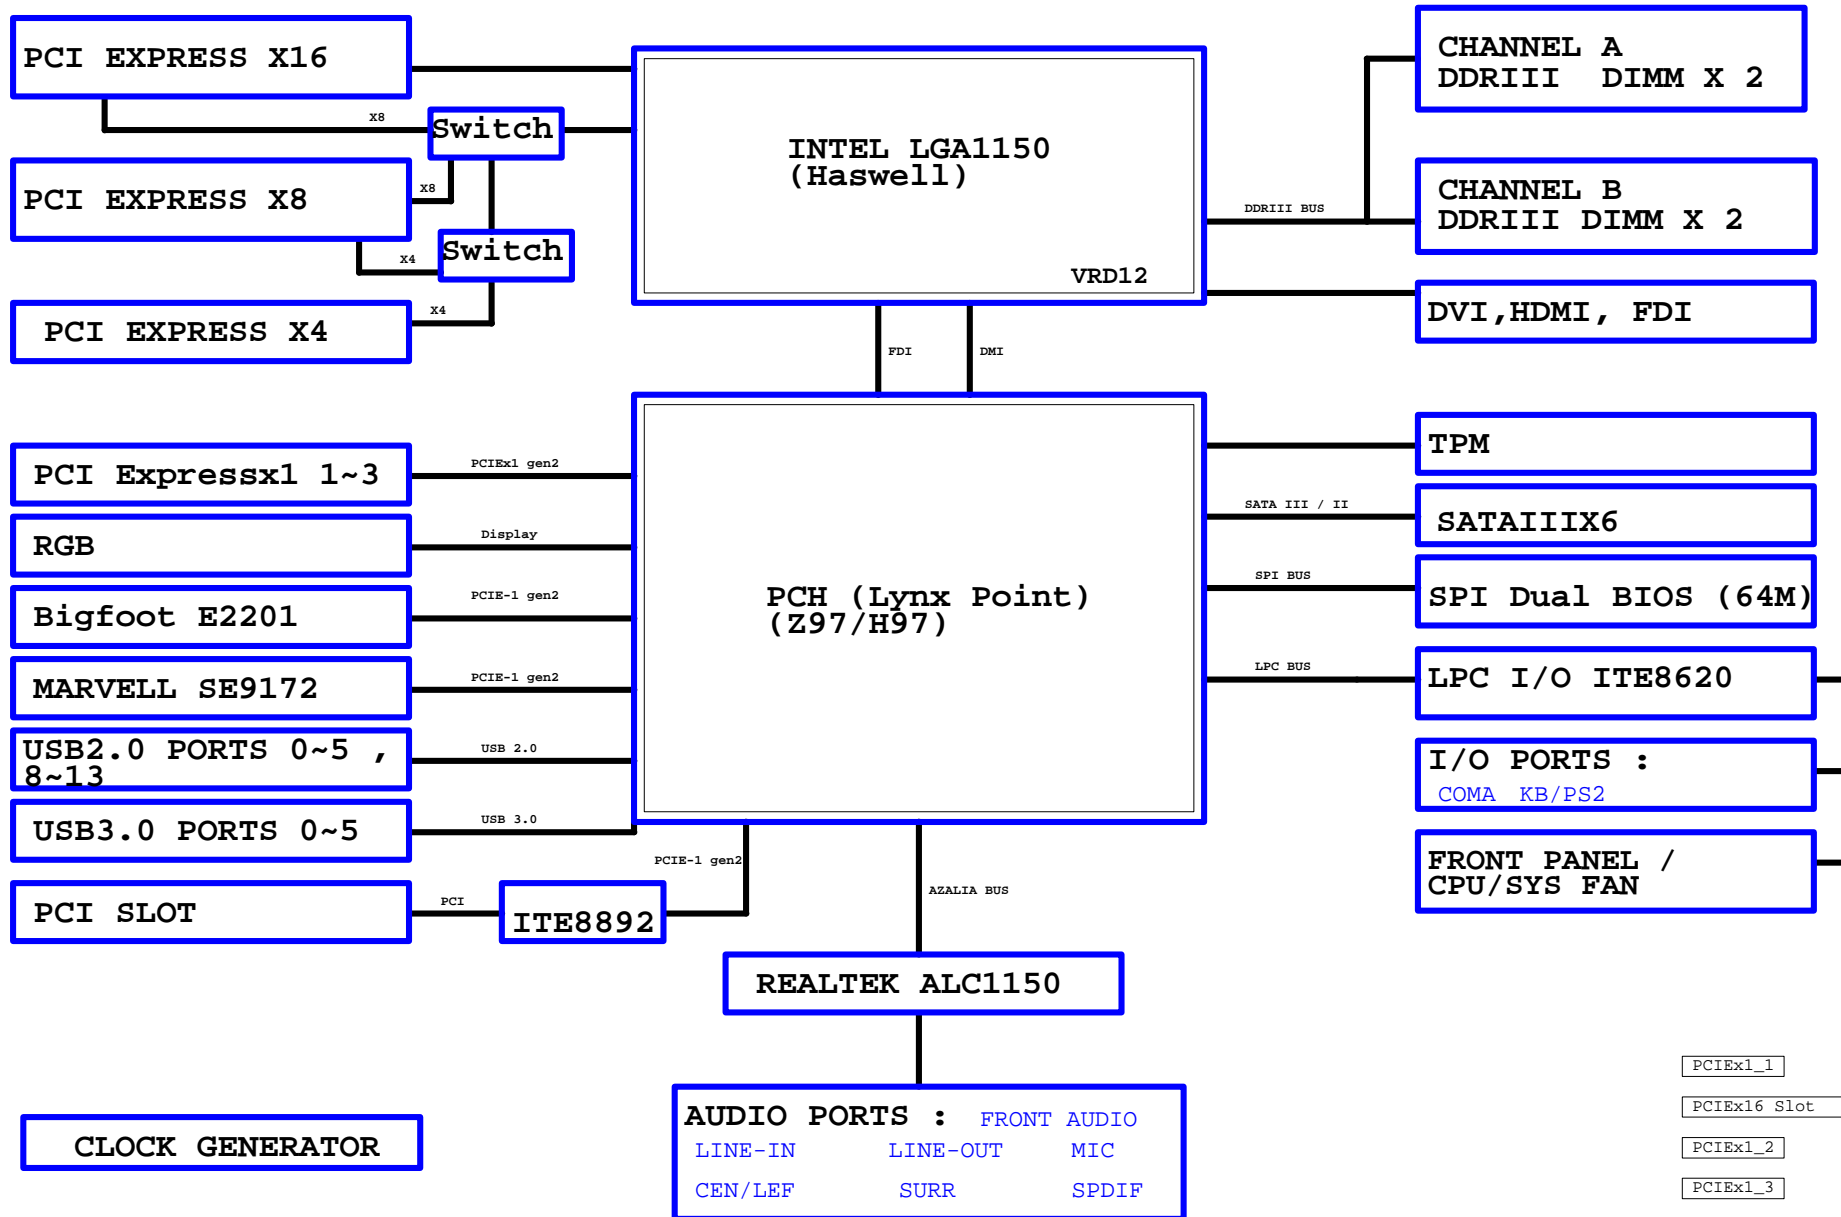 PCI EXPRESS X16
X8
Switch
PCI EXPRESS X8
X8
X4
Switch
PCI EXPRESS X4
X4
INTEL LGA1150
(Haswell)
VRD12
DDRIII BUS
CHANNEL A
DDRIII DIMM X 2
CHANNEL B
DDRIII DIMM X 2
DVI,HDMI, FDI
FDI
DMI
PCI Expressx1 1~3
PCIEx1 gen2
RGB
Display
Bigfoot E2201
PCIE-1 gen2
MARVELL SE9172
PCIE-1 gen2
USB2.0 PORTS 0~5 ,
8~13
USB 2.0
USB3.0 PORTS 0~5
USB 3.0
PCI SLOT
PCI
ITE8892
PCIE-1 gen2
PCH (Lynx Point)
(Z97/H97)
TPM
SATA III / II
SATAIIIX6
SPI BUS
SPI Dual BIOS (64M)
LPC BUS
LPC I/O ITE8620
I/O PORTS :
COMA KB/PS2
FRONT PANEL /
CPU/SYS FAN
AZALIA BUS
REALTEK ALC1150
AUDIO PORTS : FRONT AUDIO
LINE-IN LINE-OUT MIC
CEN/LEF SURR SPDIF
CLOCK GENERATOR
PCIEx1_1
PCIEx16 Slot
PCIEx1_2
PCIEx1_3